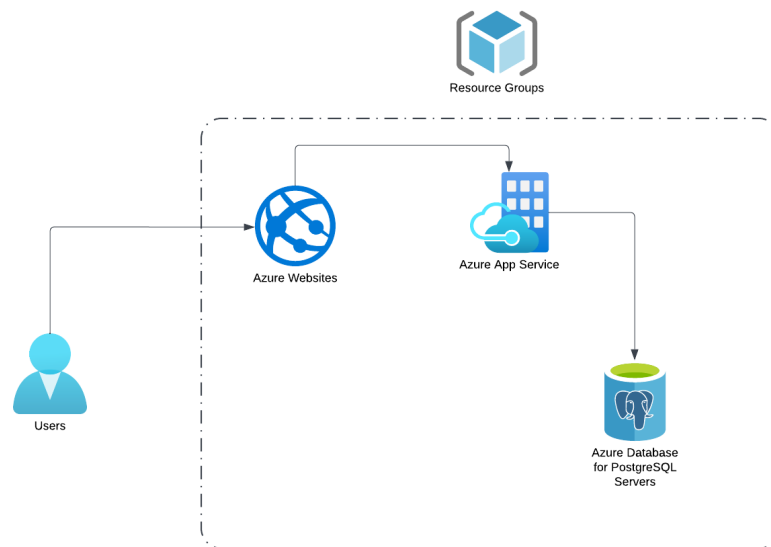 Resource Groups
Azure Websites
Azure App Service
Users
Azure Database
for PostgreSQL
Servers